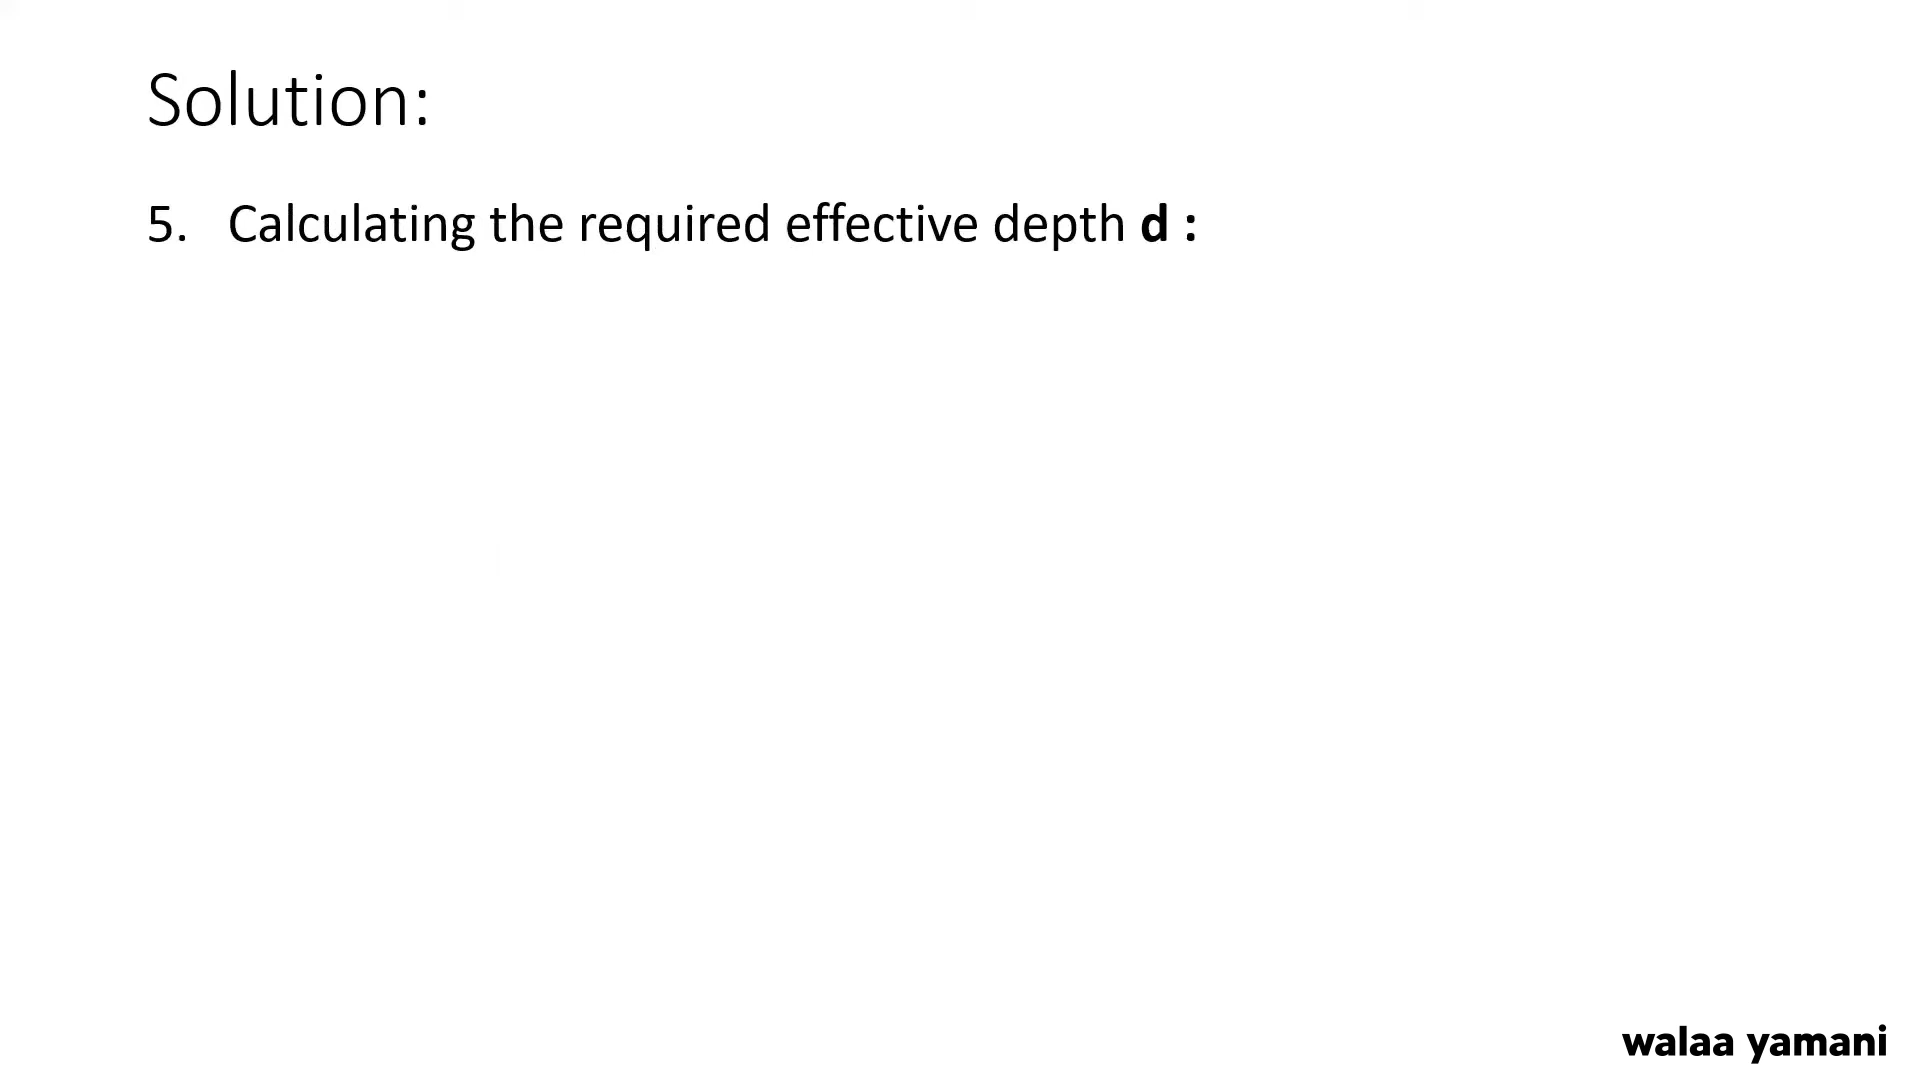 Solution:
5. Calculating the required effective depth d :
walaa yamani